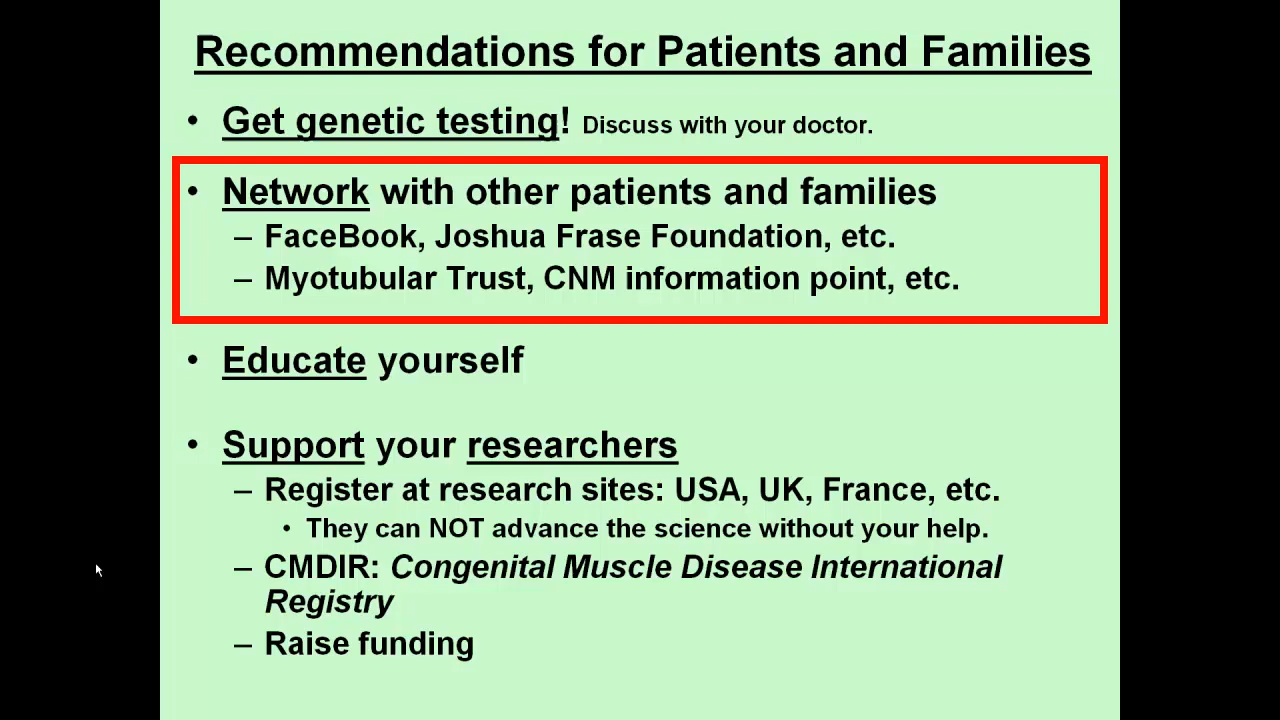 Recommendations for Patients and Families
• Get genetic testing! Discuss with your doctor.
• Network with other patients and families
– FaceBook, Joshua Frase Foundation, etc.
– Myotubular Trust, CNM information point, etc.
• Educate yourself
• Support your researchers
– Register at research sites: USA, UK, France, etc.
• They can NOT advance the science without your help.
– CMDIR: Congenital Muscle Disease International
Registry
– Raise funding